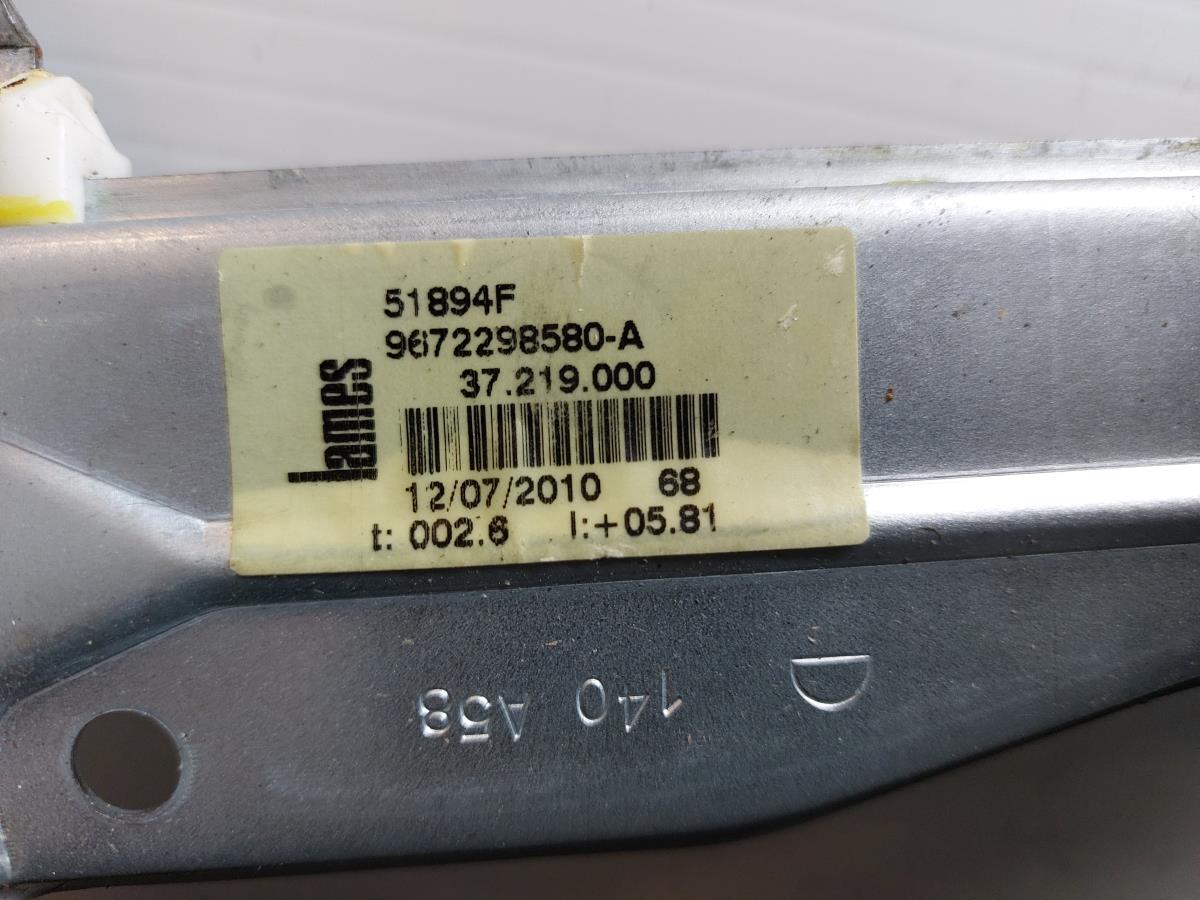 51894F
9672298580-A
37.219.000
lames
12/07/2010 68
t: 002.6 l:+05.81
D 140 A58